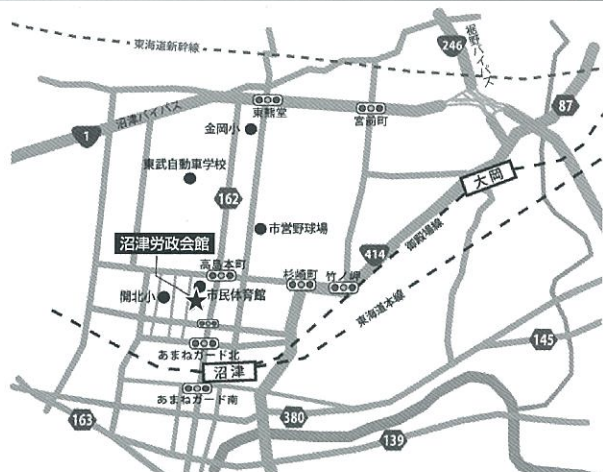 東海道新幹線
246
裾野バイパス
87
1
沼津バイパス
東熊堂
宮前町
金岡小
東武自動車学校
162
大岡
市営野球場
御殿場線
沼津労政会館
414
高島本町
杉崎町
竹ノ岬
開北小
市民体育館
東海道本線
145
あまねガード北
沼津
あまねガード南
163
380
139